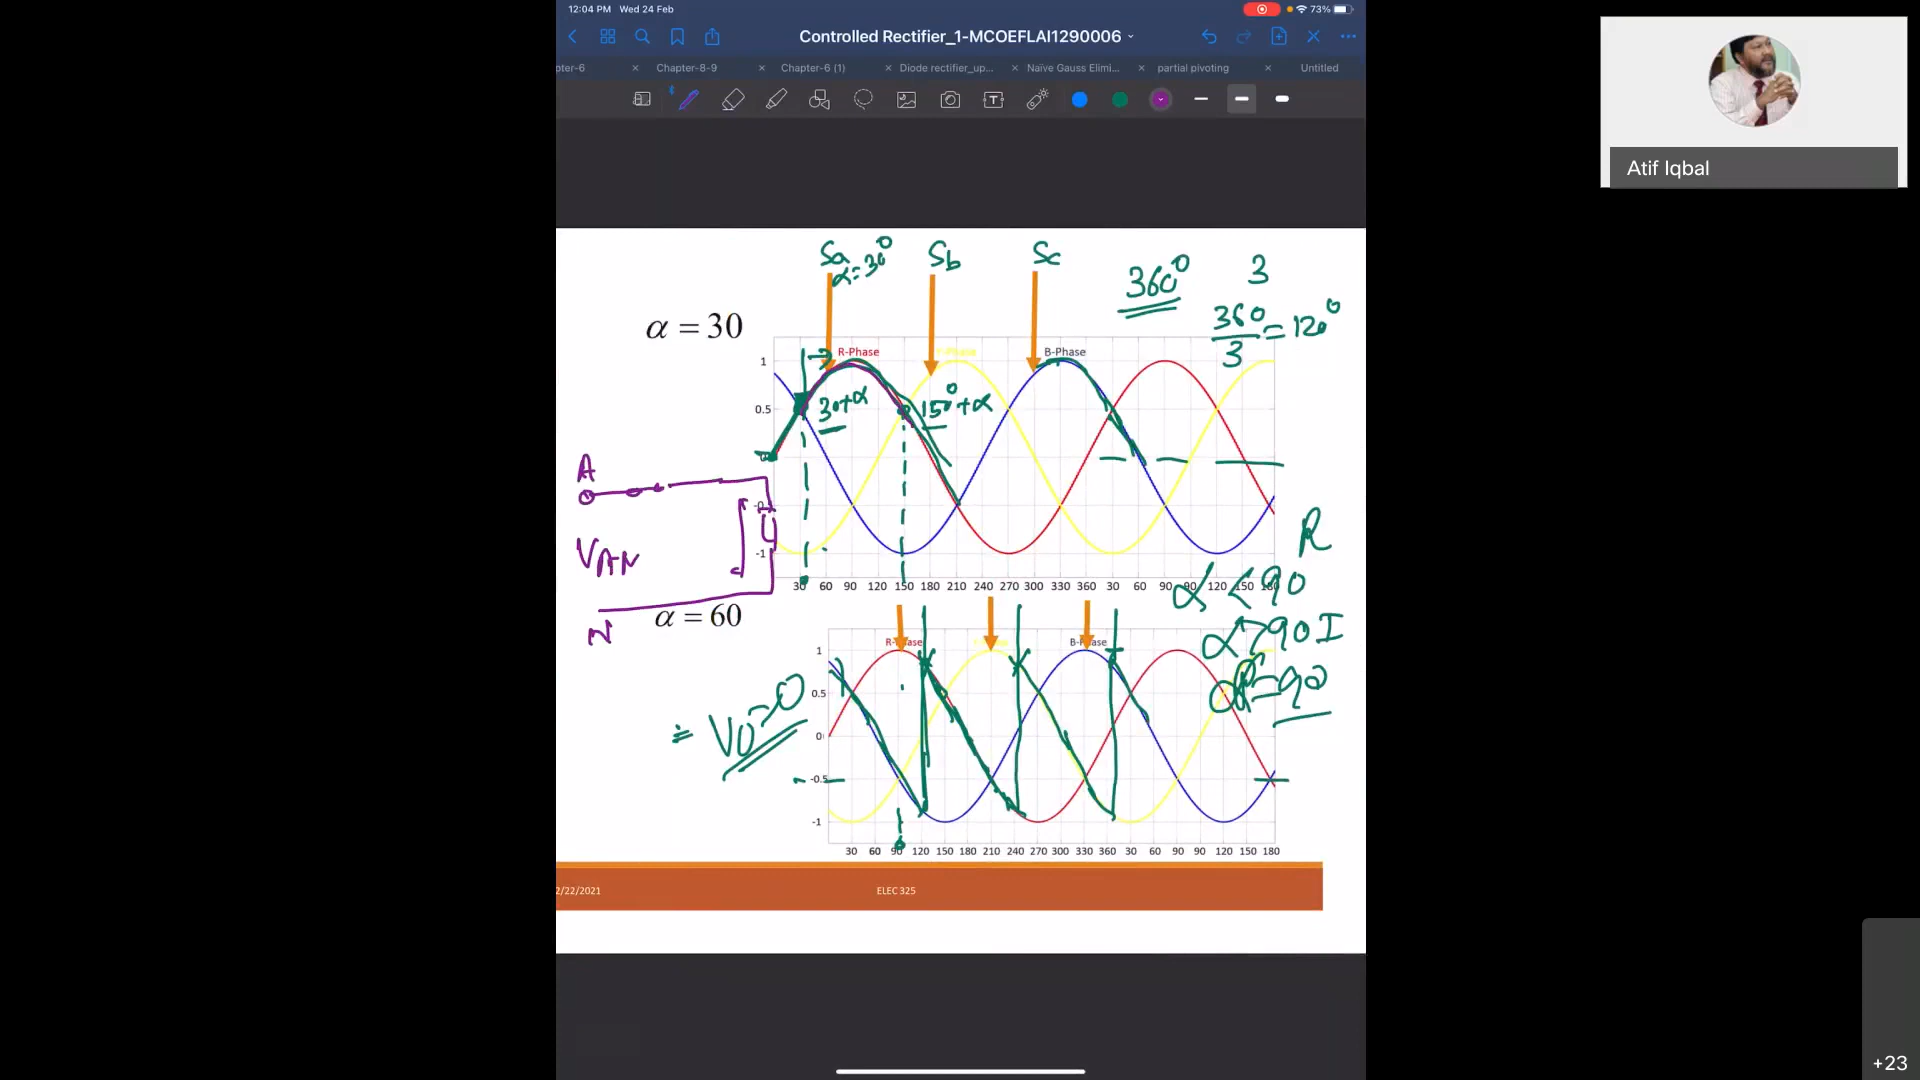 12:04 PM Wed 24 Feb
73%
Controlled Rectifier_1-MCOEFLAI1290006
pter-6
Chapter-8-9
Chapter-6 (1)
Diode rectifier_up...
Naïve Gauss Elimi...
partial pivoting
Untitled
Atif Iqbal
Sa
α=30°
Sb
Sc
360°
3
360/3 = 120°
α = 30
R-Phase
B-Phase
1
0.5
-1
30+α
150°+α
A
VAN
N
30 60 90 120 150 180 210 240 270 300 330 360 30 60 90 90 120 150 180
R
α < 90
α > 90 I
α = 60
R-Phase
B-Phase
1
0.5
0
-0.5
-1
= 90
Vo = 0
30 60 90 120 150 180 210 240 270 300 330 360 30 60 90 120 150 180
2/22/2021
ELEC 325
+23